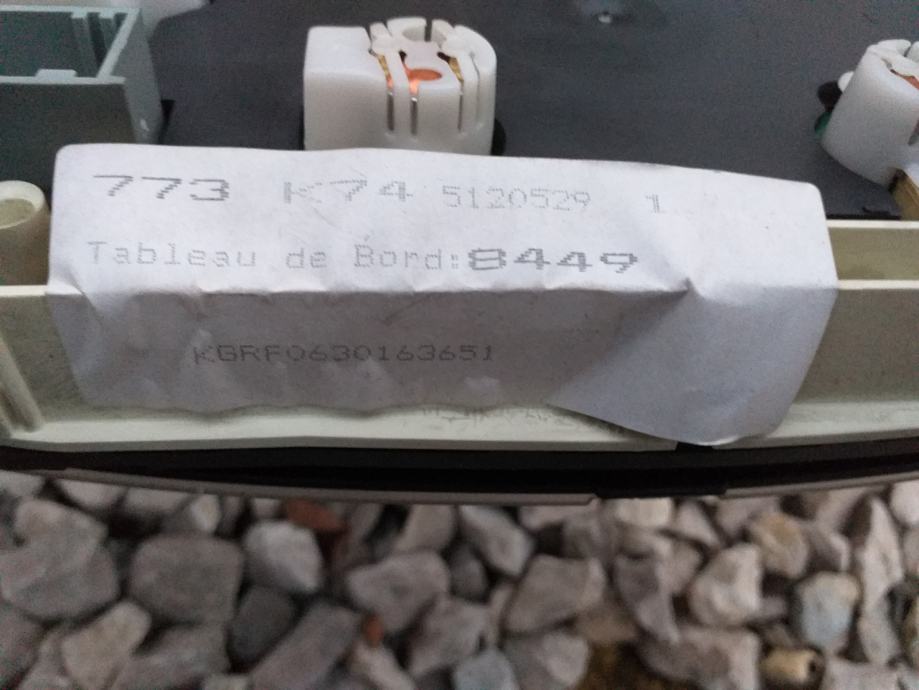 773 K74 5120529 1
Tableau de Bord:8449
KGRF0630163651